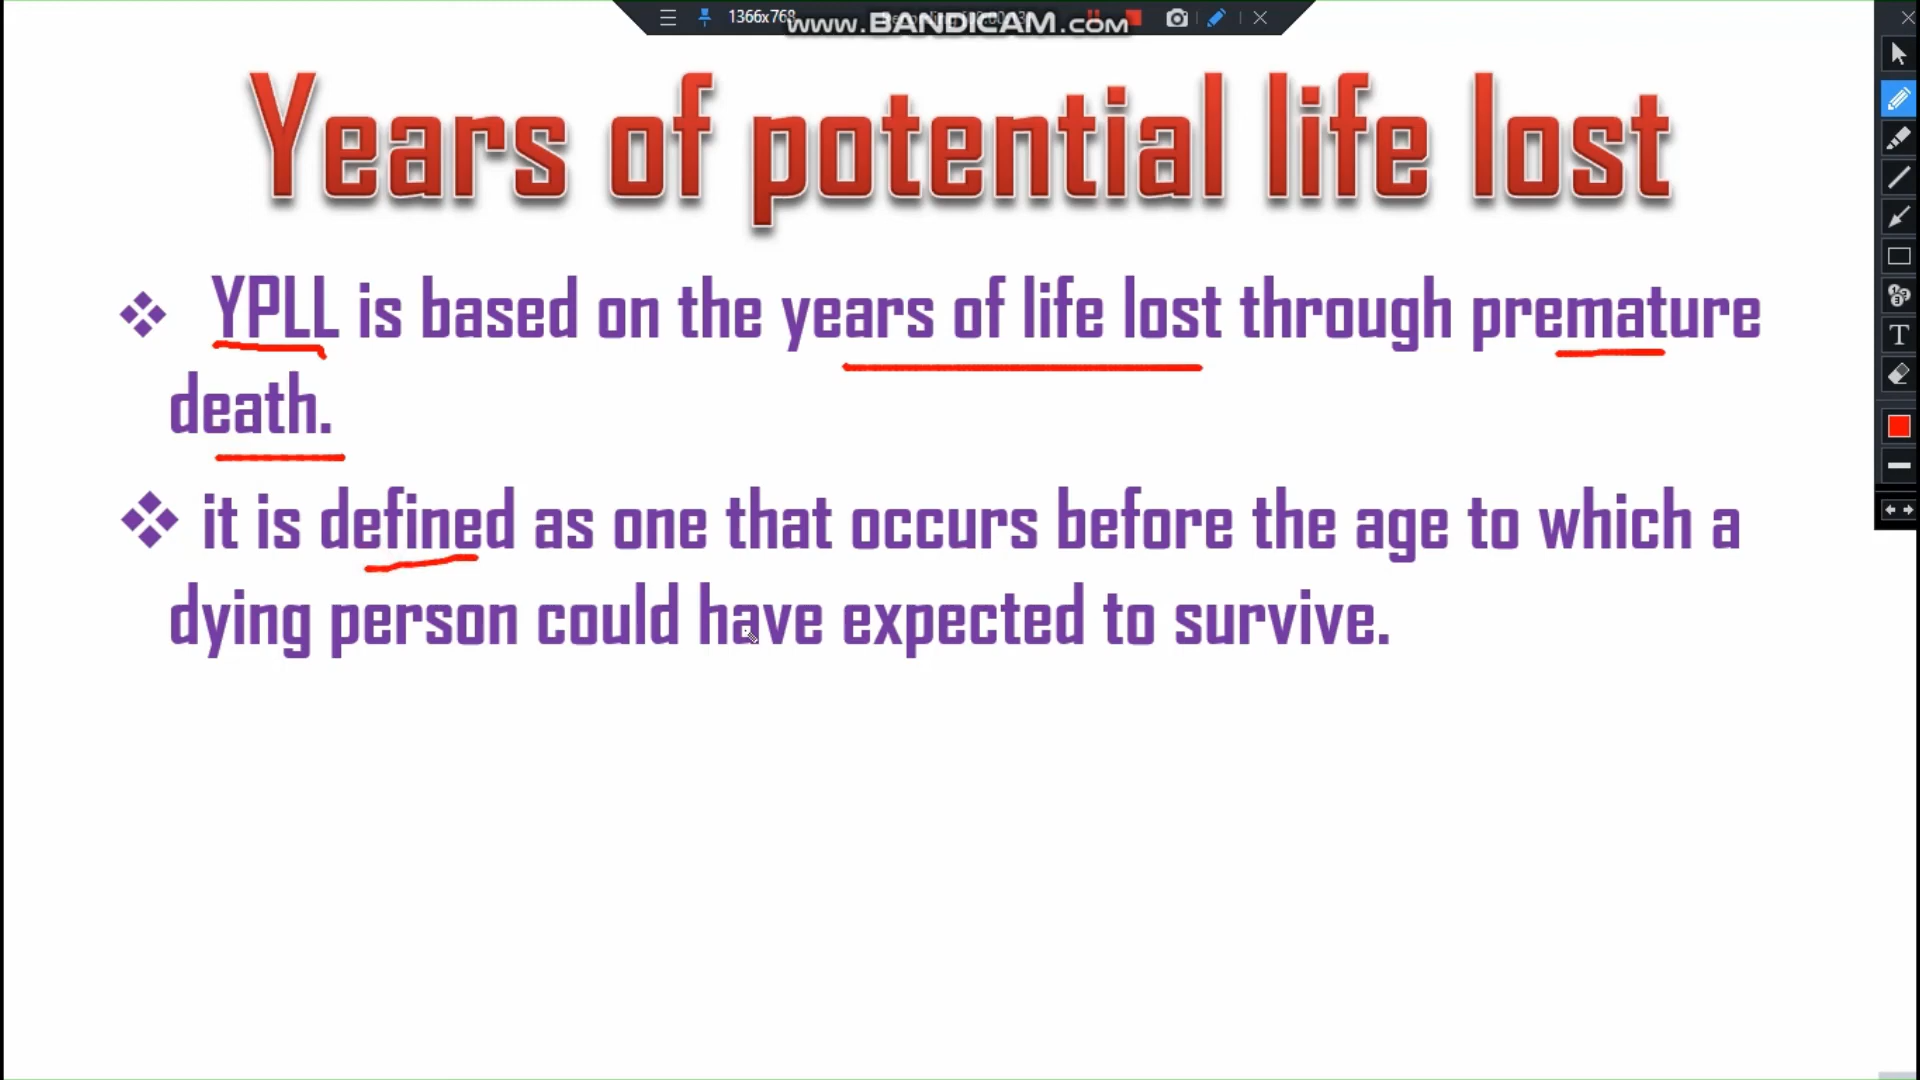 1366x768
www.BANDICAM.com
Years of potential life lost
YPLL is based on the years of life lost through premature
death.
it is defined as one that occurs before the age to which a
dying person could have expected to survive.
T